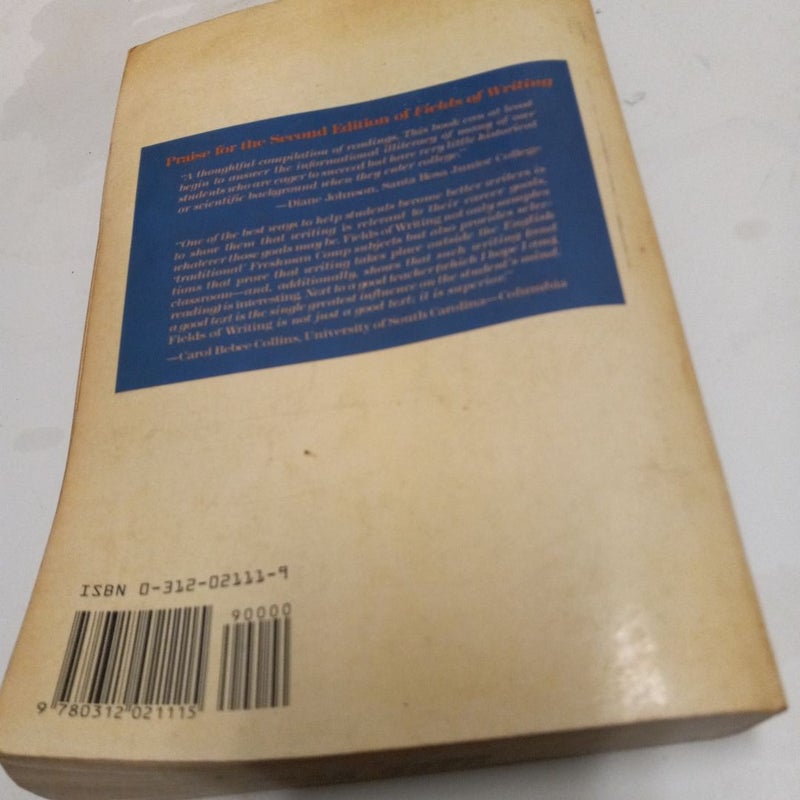 Praise for the Second Edition of Fields of Writing
"A thoughtful compilation of readings. This book can at least
begin to answer the informational illiteracy of many of our
students who are eager to succeed but have very little historical
or scientific background when they enter college."
—Diane Johnson, Santa Rosa Junior College
"One of the best ways to help students become better writers is
to show them that writing is relevant to their career goals,
whatever those goals may be. Fields of Writing not only samples
'traditional' Freshman Comp subjects but also provides selec-
tions that prove that writing takes place outside the English
classroom—and, additionally, shows that such writing (and
reading) is interesting. Next to a good teacher (which I hope I am),
a good text is the single greatest influence on the student's mind.
Fields of Writing is not just a good text; it is superior."
—Carol Bebee Collins, University of South Carolina—Columbia
ISBN 0-312-02111-9
90000
9 780312 021115